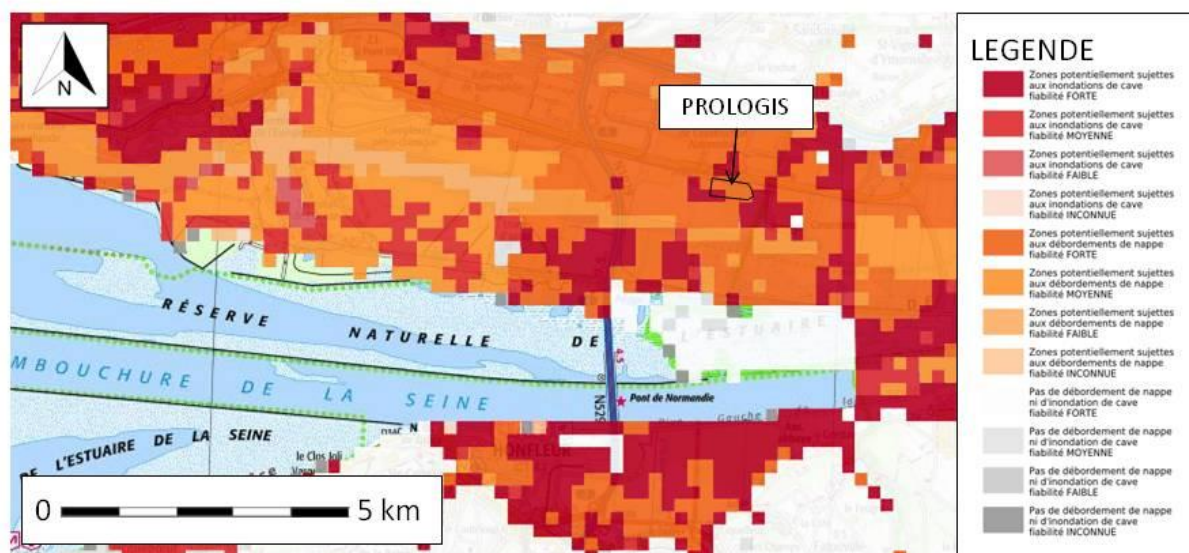 N
PROLOGIS
RÉSERVE NATURELLE DE
L'ESTUAIRE
MBOUCHURE DE LA SEINE
Pont de Normandie
DE L'ESTUAIRE DE LA SEINE
le Clos Joli
HONFLEUR
0 5 km
LEGENDE
Zones potentiellement sujettes
aux inondations de cave
fiabilité FORTE
Zones potentiellement sujettes
aux inondations de cave
fiabilité MOYENNE
Zones potentiellement sujettes
aux inondations de cave
fiabilité FAIBLE
Zones potentiellement sujettes
aux inondations de cave
fiabilité INCONNUE
Zones potentiellement sujettes
aux débordements de nappe
fiabilité FORTE
Zones potentiellement sujettes
aux débordements de nappe
fiabilité MOYENNE
Zones potentiellement sujettes
aux débordements de nappe
fiabilité FAIBLE
Zones potentiellement sujettes
aux débordements de nappe
fiabilité INCONNUE
Pas de débordement de nappe
ni d'inondation de cave
fiabilité FORTE
Pas de débordement de nappe
ni d'inondation de cave
fiabilité MOYENNE
Pas de débordement de nappe
ni d'inondation de cave
fiabilité FAIBLE
Pas de débordement de nappe
ni d'inondation de cave
fiabilité INCONNUE